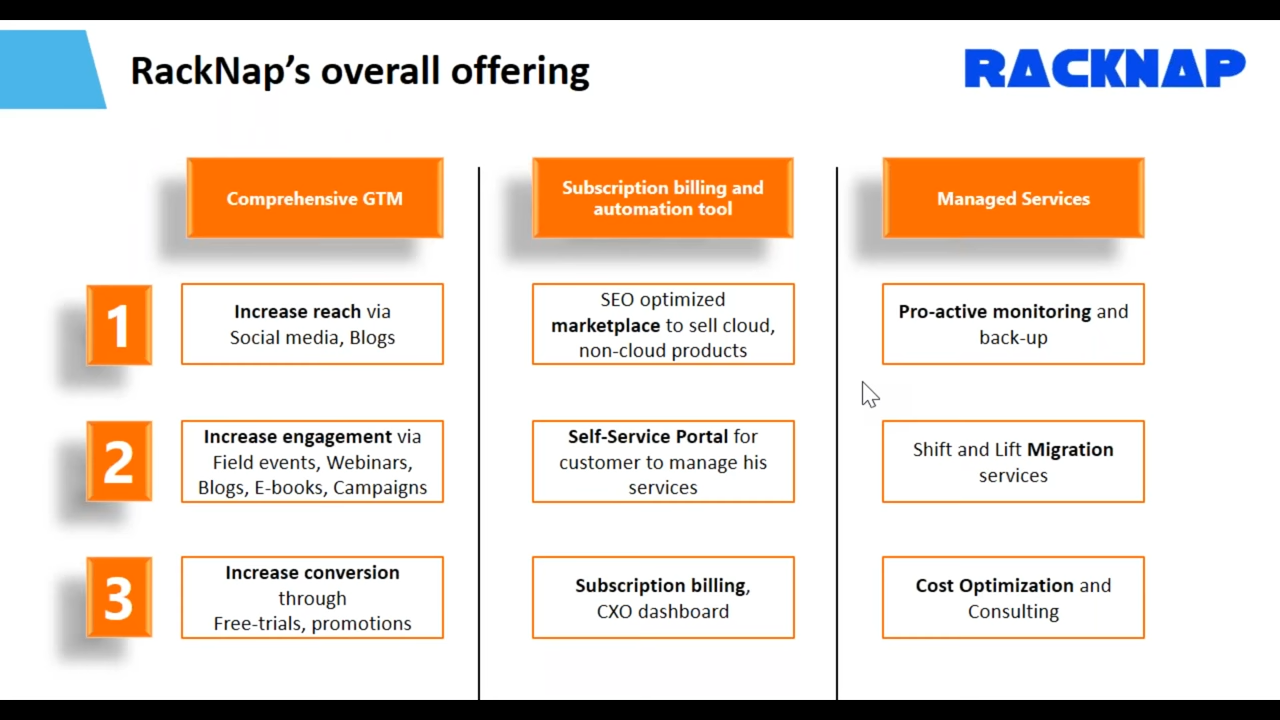 RackNap’s overall offering
RACKNAP
Comprehensive GTM
Subscription billing and
automation tool
Managed Services
1
Increase reach via
Social media, Blogs
SEO optimized
marketplace to sell cloud,
non-cloud products
Pro-active monitoring and
back-up
2
Increase engagement via
Field events, Webinars,
Blogs, E-books, Campaigns
Self-Service Portal for
customer to manage his
services
Shift and Lift Migration
services
3
Increase conversion
through
Free-trials, promotions
Subscription billing,
CXO dashboard
Cost Optimization and
Consulting